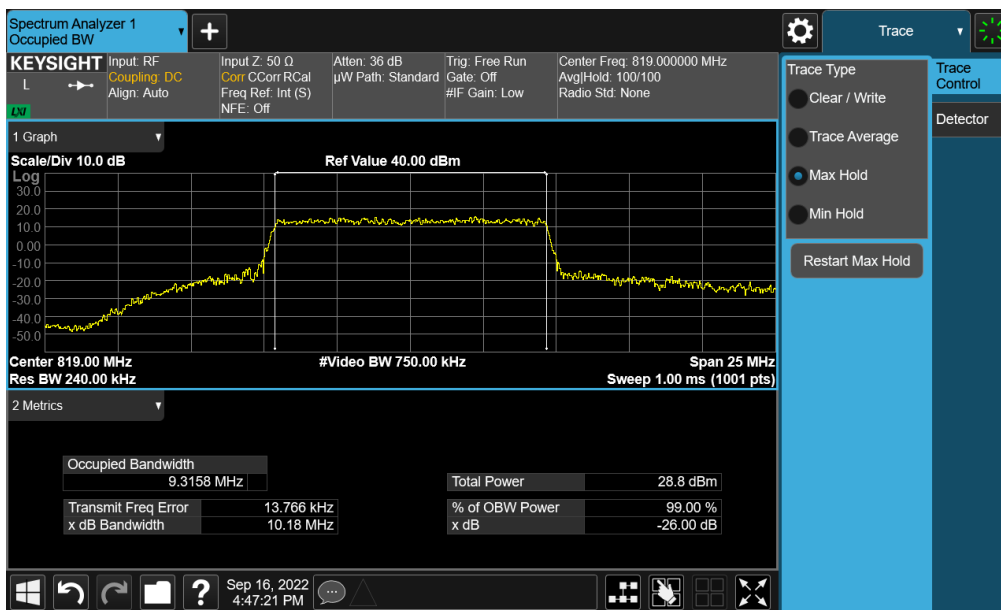 Spectrum Analyzer 1
Occupied BW
Trace
KEYSIGHT
L
LXI
Input: RF
Coupling: DC
Align: Auto
Input Z: 50 Ω
Corr CCorr RCal
Freq Ref: Int (S)
NFE: Off
Atten: 36 dB
µW Path: Standard
Trig: Free Run
Gate: Off
#IF Gain: Low
Center Freq: 819.000000 MHz
Avg|Hold: 100/100
Radio Std: None
Trace Type
Clear / Write
Trace Average
Max Hold
Min Hold
Restart Max Hold
Trace
Control
Detector
1 Graph
Scale/Div 10.0 dB
Ref Value 40.00 dBm
Log
30.0
20.0
10.0
0.00
-10.0
-20.0
-30.0
-40.0
-50.0
Center 819.00 MHz
#Video BW 750.00 kHz
Span 25 MHz
Res BW 240.00 kHz
Sweep 1.00 ms (1001 pts)
2 Metrics
Occupied Bandwidth
9.3158 MHz
Total Power 28.8 dBm
Transmit Freq Error 13.766 kHz
% of OBW Power 99.00 %
x dB Bandwidth 10.18 MHz
x dB -26.00 dB
?
Sep 16, 2022
4:47:21 PM